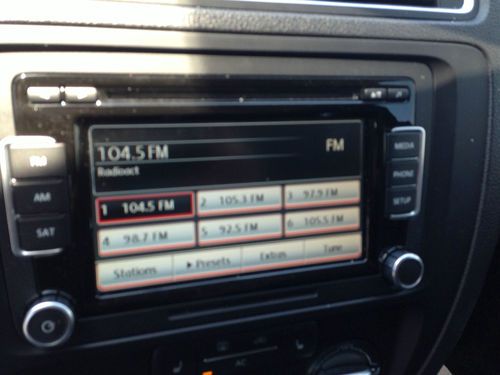 104.5 FM
FM
Radioact
1 104.5 FM
2 105.3 FM
3 97.9 FM
4 98.7 FM
5 92.5 FM
6 105.5 FM
Stations
Presets
Extras
Tune
FM
AM
SAT
MEDIA
PHONE
SETUP
AC